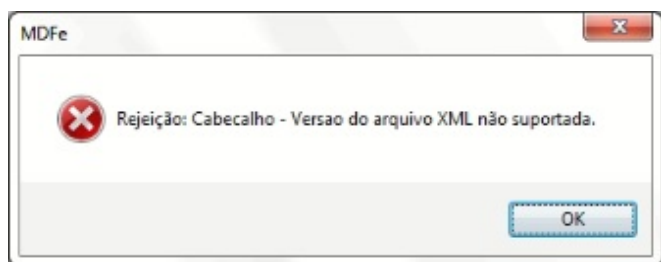 MDFe
Rejeição: Cabecalho - Versao do arquivo XML não suportada.
OK